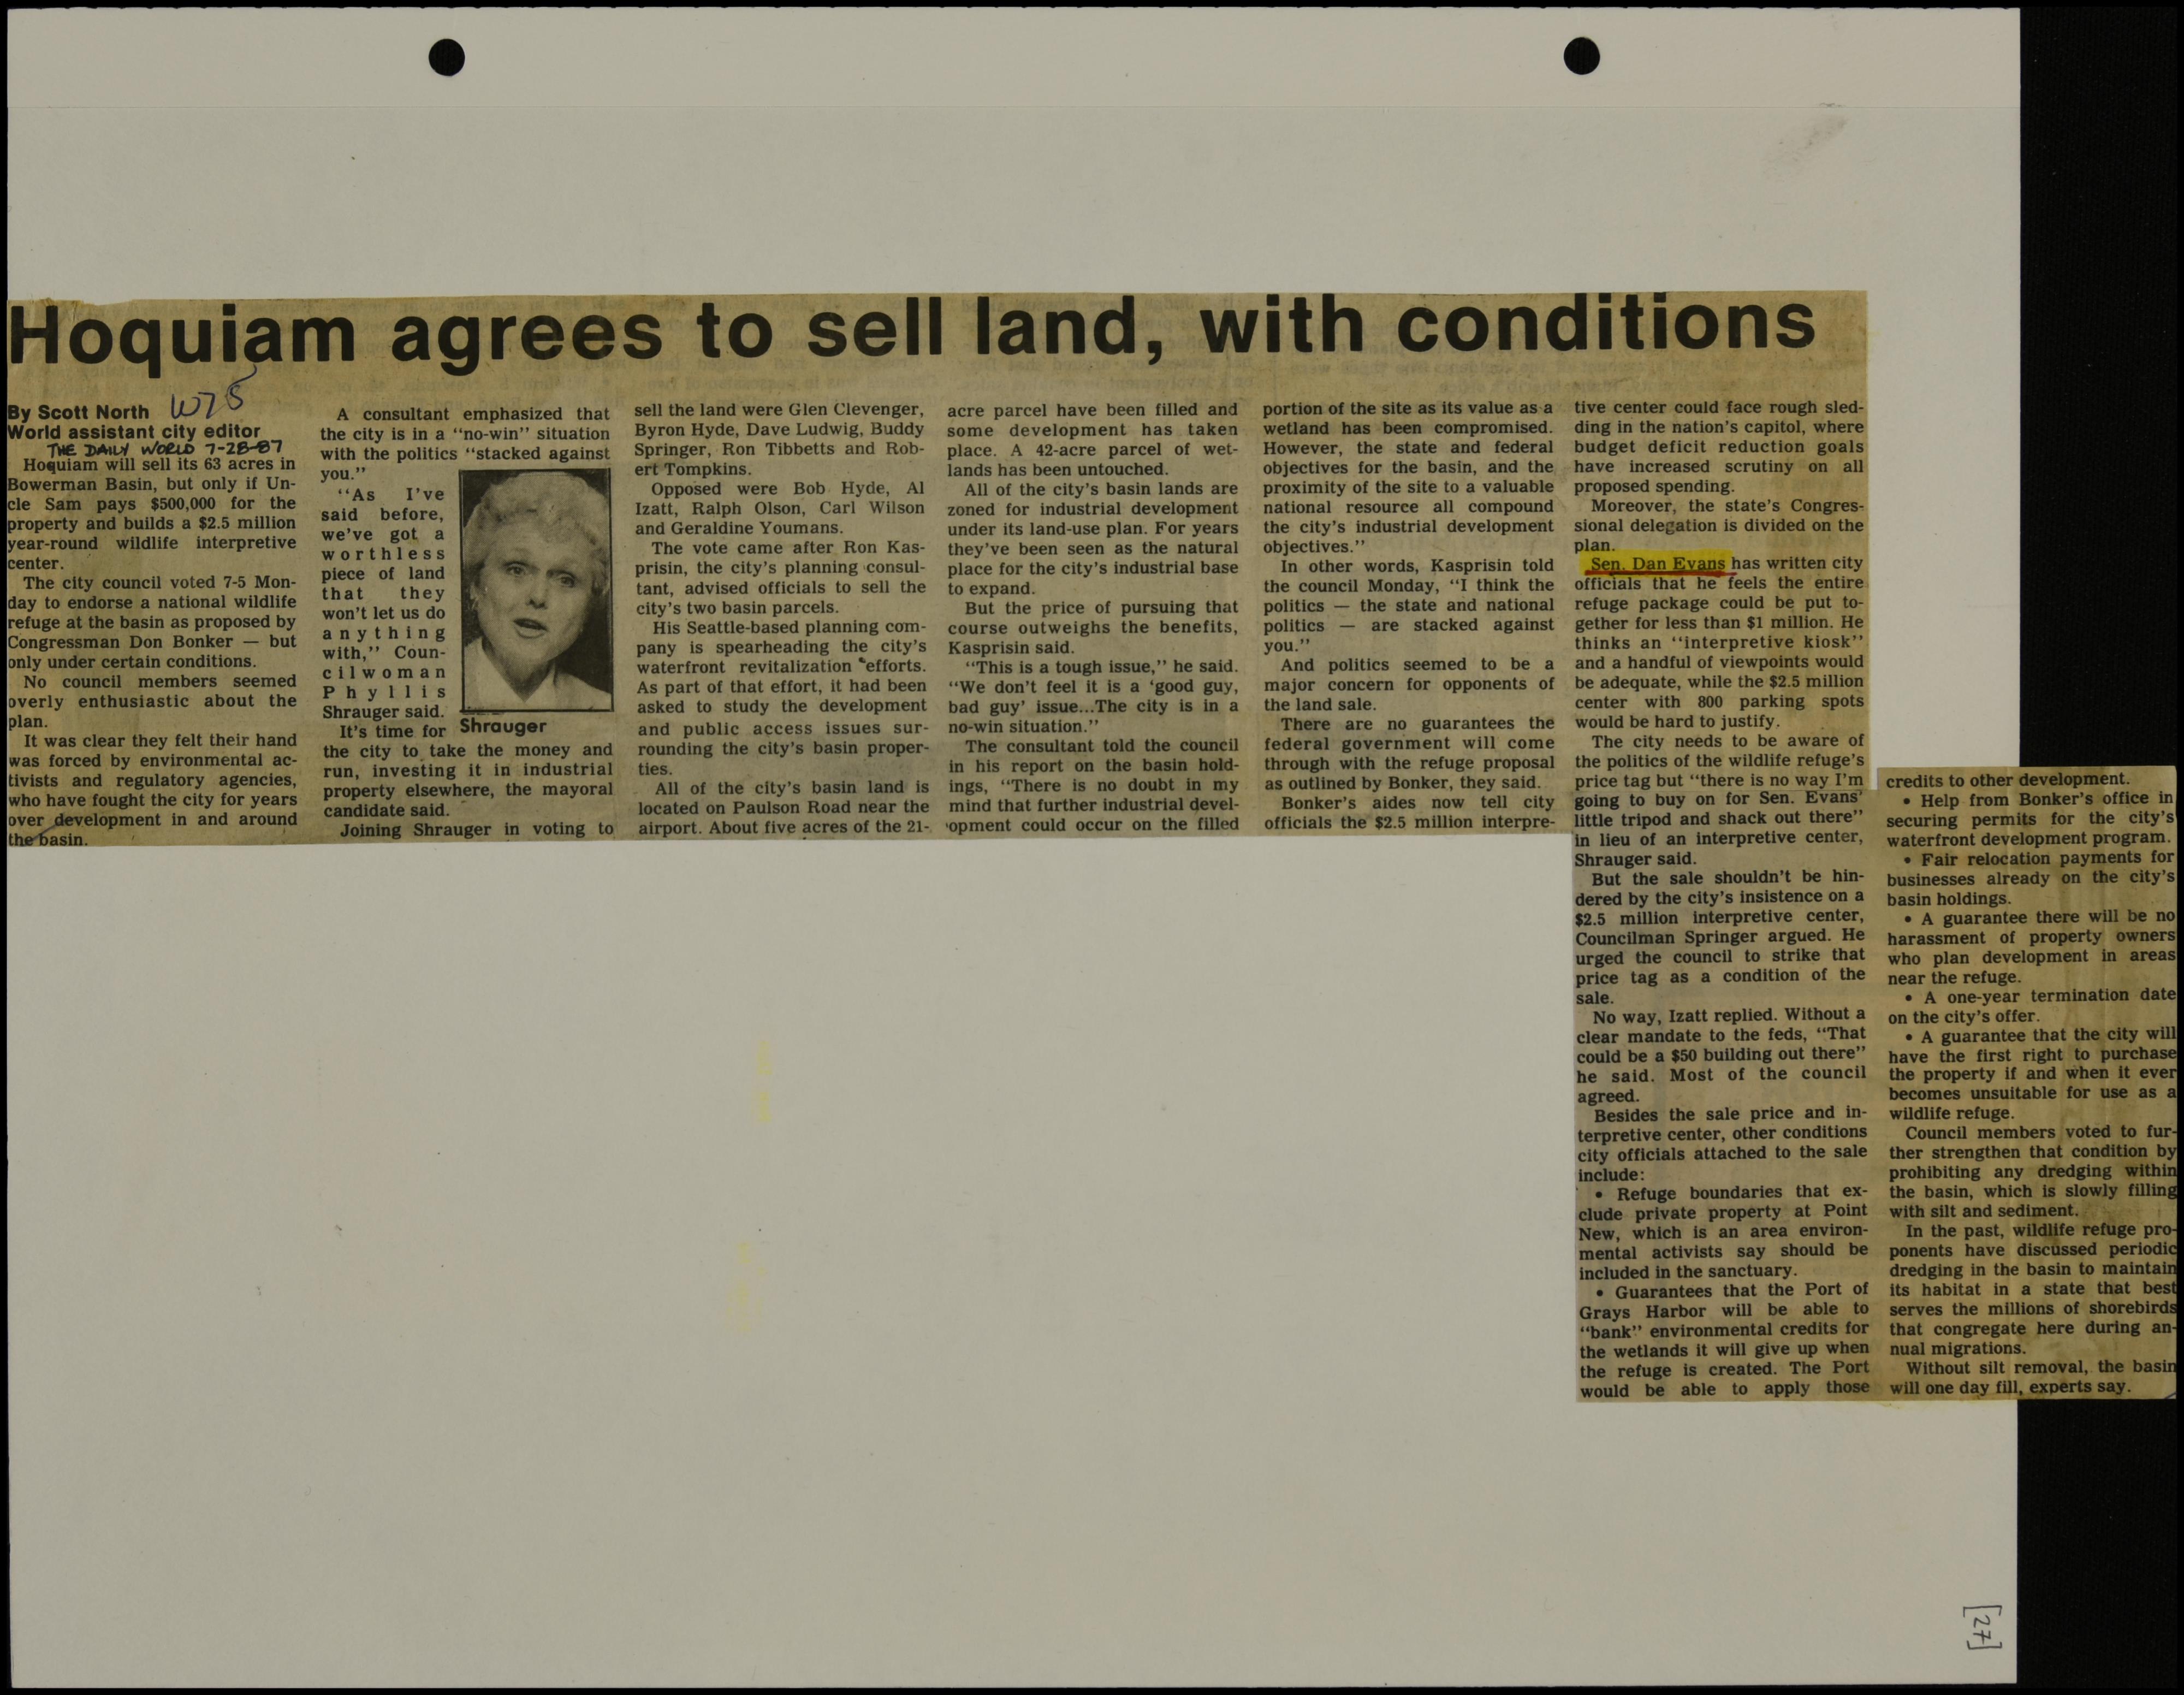 Hoquiam agrees to sell land, with conditions
By Scott North
World assistant city editor
THE DAILY WORLD 7-28-87
Hoquiam will sell its 63 acres in
Bowerman Basin, but only if Un-
cle Sam pays $500,000 for the
property and builds a $2.5 million
year-round wildlife interpretive
center.
The city council voted 7-5 Mon-
day to endorse a national wildlife
refuge at the basin as proposed by
Congressman Don Bonker — but
only under certain conditions.
No council members seemed
overly enthusiastic about the
plan.
It was clear they felt their hand
was forced by environmental ac-
tivists and regulatory agencies,
who have fought the city for years
over development in and around
the basin.
A consultant emphasized that
the city is in a "no-win" situation
with the politics "stacked against
you."
"As I've
said before,
we've got a
worthless
piece of land
that they
won't let us do
anything
with," Coun-
cilwoman
Phyllis
Shrauger said.
Shrauger
It's time for
the city to take the money and
run, investing it in industrial
property elsewhere, the mayoral
candidate said.
Joining Shrauger in voting to
sell the land were Glen Clevenger,
Byron Hyde, Dave Ludwig, Buddy
Springer, Ron Tibbetts and Rob-
ert Tompkins.
Opposed were Bob Hyde, Al
Izatt, Ralph Olson, Carl Wilson
and Geraldine Youmans.
The vote came after Ron Kas-
prisin, the city's planning consul-
tant, advised officials to sell the
city's two basin parcels.
His Seattle-based planning com-
pany is spearheading the city's
waterfront revitalization efforts.
As part of that effort, it had been
asked to study the development
and public access issues sur-
rounding the city's basin proper-
ties.
All of the city's basin land is
located on Paulson Road near the
airport. About five acres of the 21-
acre parcel have been filled and
some development has taken
place. A 42-acre parcel of wet-
lands has been untouched.
All of the city's basin lands are
zoned for industrial development
under its land-use plan. For years
they've been seen as the natural
place for the city's industrial base
to expand.
But the price of pursuing that
course outweighs the benefits,
Kasprisin said.
"This is a tough issue," he said.
"We don't feel it is a 'good guy,
bad guy' issue...The city is in a
no-win situation."
The consultant told the council
in his report on the basin hold-
ings, "There is no doubt in my
mind that further industrial devel-
opment could occur on the filled
portion of the site as its value as a
wetland has been compromised.
However, the state and federal
objectives for the basin, and the
proximity of the site to a valuable
national resource all compound
the city's industrial development
objectives."
In other words, Kasprisin told
the council Monday, "I think the
politics — the state and national
politics — are stacked against
you."
And politics seemed to be a
major concern for opponents of
the land sale.
There are no guarantees the
federal government will come
through with the refuge proposal
as outlined by Bonker, they said.
Bonker's aides now tell city
officials the $2.5 million interpre-
tive center could face rough sled-
ding in the nation's capitol, where
budget deficit reduction goals
have increased scrutiny on all
proposed spending.
Moreover, the state's Congres-
sional delegation is divided on the
plan.
Sen. Dan Evans has written city
officials that he feels the entire
refuge package could be put to-
gether for less than $1 million. He
thinks an "interpretive kiosk"
and a handful of viewpoints would
be adequate, while the $2.5 million
center with 800 parking spots
would be hard to justify.
The city needs to be aware of
the politics of the wildlife refuge's
price tag but "there is no way I'm
going to buy on for Sen. Evans'
little tripod and shack out there"
in lieu of an interpretive center,
Shrauger said.
But the sale shouldn't be hin-
dered by the city's insistence on a
$2.5 million interpretive center,
Councilman Springer argued. He
urged the council to strike that
price tag as a condition of the
sale.
No way, Izatt replied. Without a
clear mandate to the feds, "That
could be a $50 building out there"
he said. Most of the council
agreed.
Besides the sale price and in-
terpretive center, other conditions
city officials attached to the sale
include:
• Refuge boundaries that ex-
clude private property at Point
New, which is an area environ-
mental activists say should be
included in the sanctuary.
• Guarantees that the Port of
Grays Harbor will be able to
"bank" environmental credits for
the wetlands it will give up when
the refuge is created. The Port
would be able to apply those
credits to other development.
• Help from Bonker's office in
securing permits for the city's
waterfront development program.
• Fair relocation payments for
businesses already on the city's
basin holdings.
• A guarantee there will be no
harassment of property owners
who plan development in areas
near the refuge.
• A one-year termination date
on the city's offer.
• A guarantee that the city will
have the first right to purchase
the property if and when it ever
becomes unsuitable for use as a
wildlife refuge.
Council members voted to fur-
ther strengthen that condition by
prohibiting any dredging within
the basin, which is slowly filling
with silt and sediment.
In the past, wildlife refuge pro-
ponents have discussed periodic
dredging in the basin to maintain
its habitat in a state that best
serves the millions of shorebirds
that congregate here during an-
nual migrations.
Without silt removal, the basin
will one day fill, experts say.
[27]